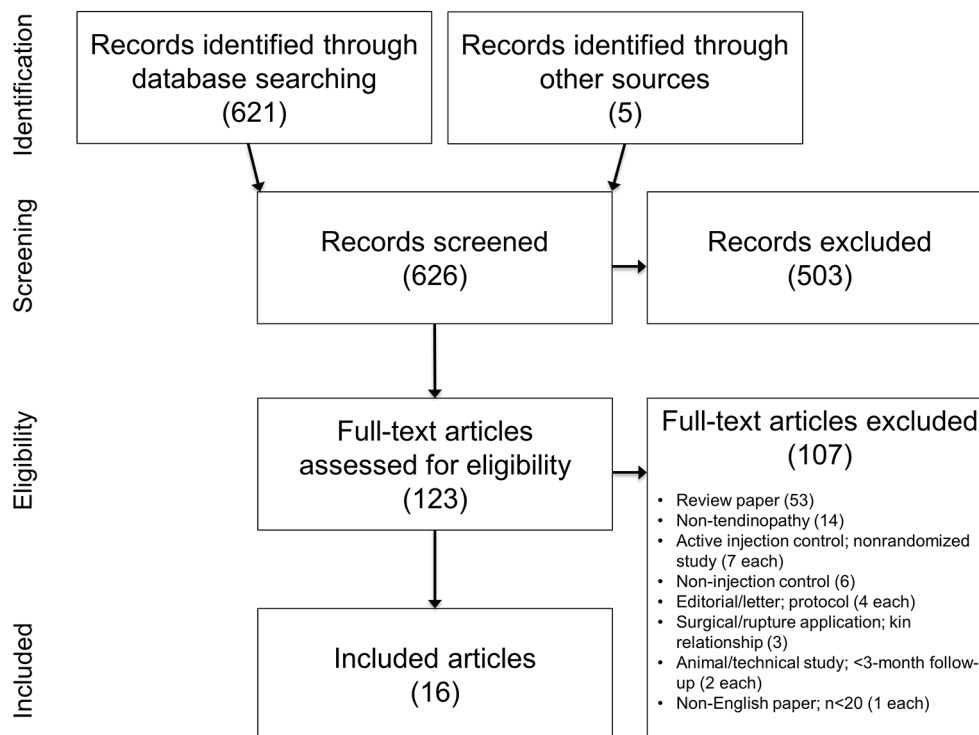 Identification
Records identified through
database searching
(621)
Records identified through
other sources
(5)
Screening
Records screened
(626)
Records excluded
(503)
Eligibility
Full-text articles
assessed for eligibility
(123)
Full-text articles excluded
(107)
• Review paper (53)
• Non-tendinopathy (14)
• Active injection control; nonrandomized
study (7 each)
• Non-injection control (6)
• Editorial/letter; protocol (4 each)
• Surgical/rupture application; kin
relationship (3)
• Animal/technical study; <3-month follow-
up (2 each)
• Non-English paper; n<20 (1 each)
Included
Included articles
(16)